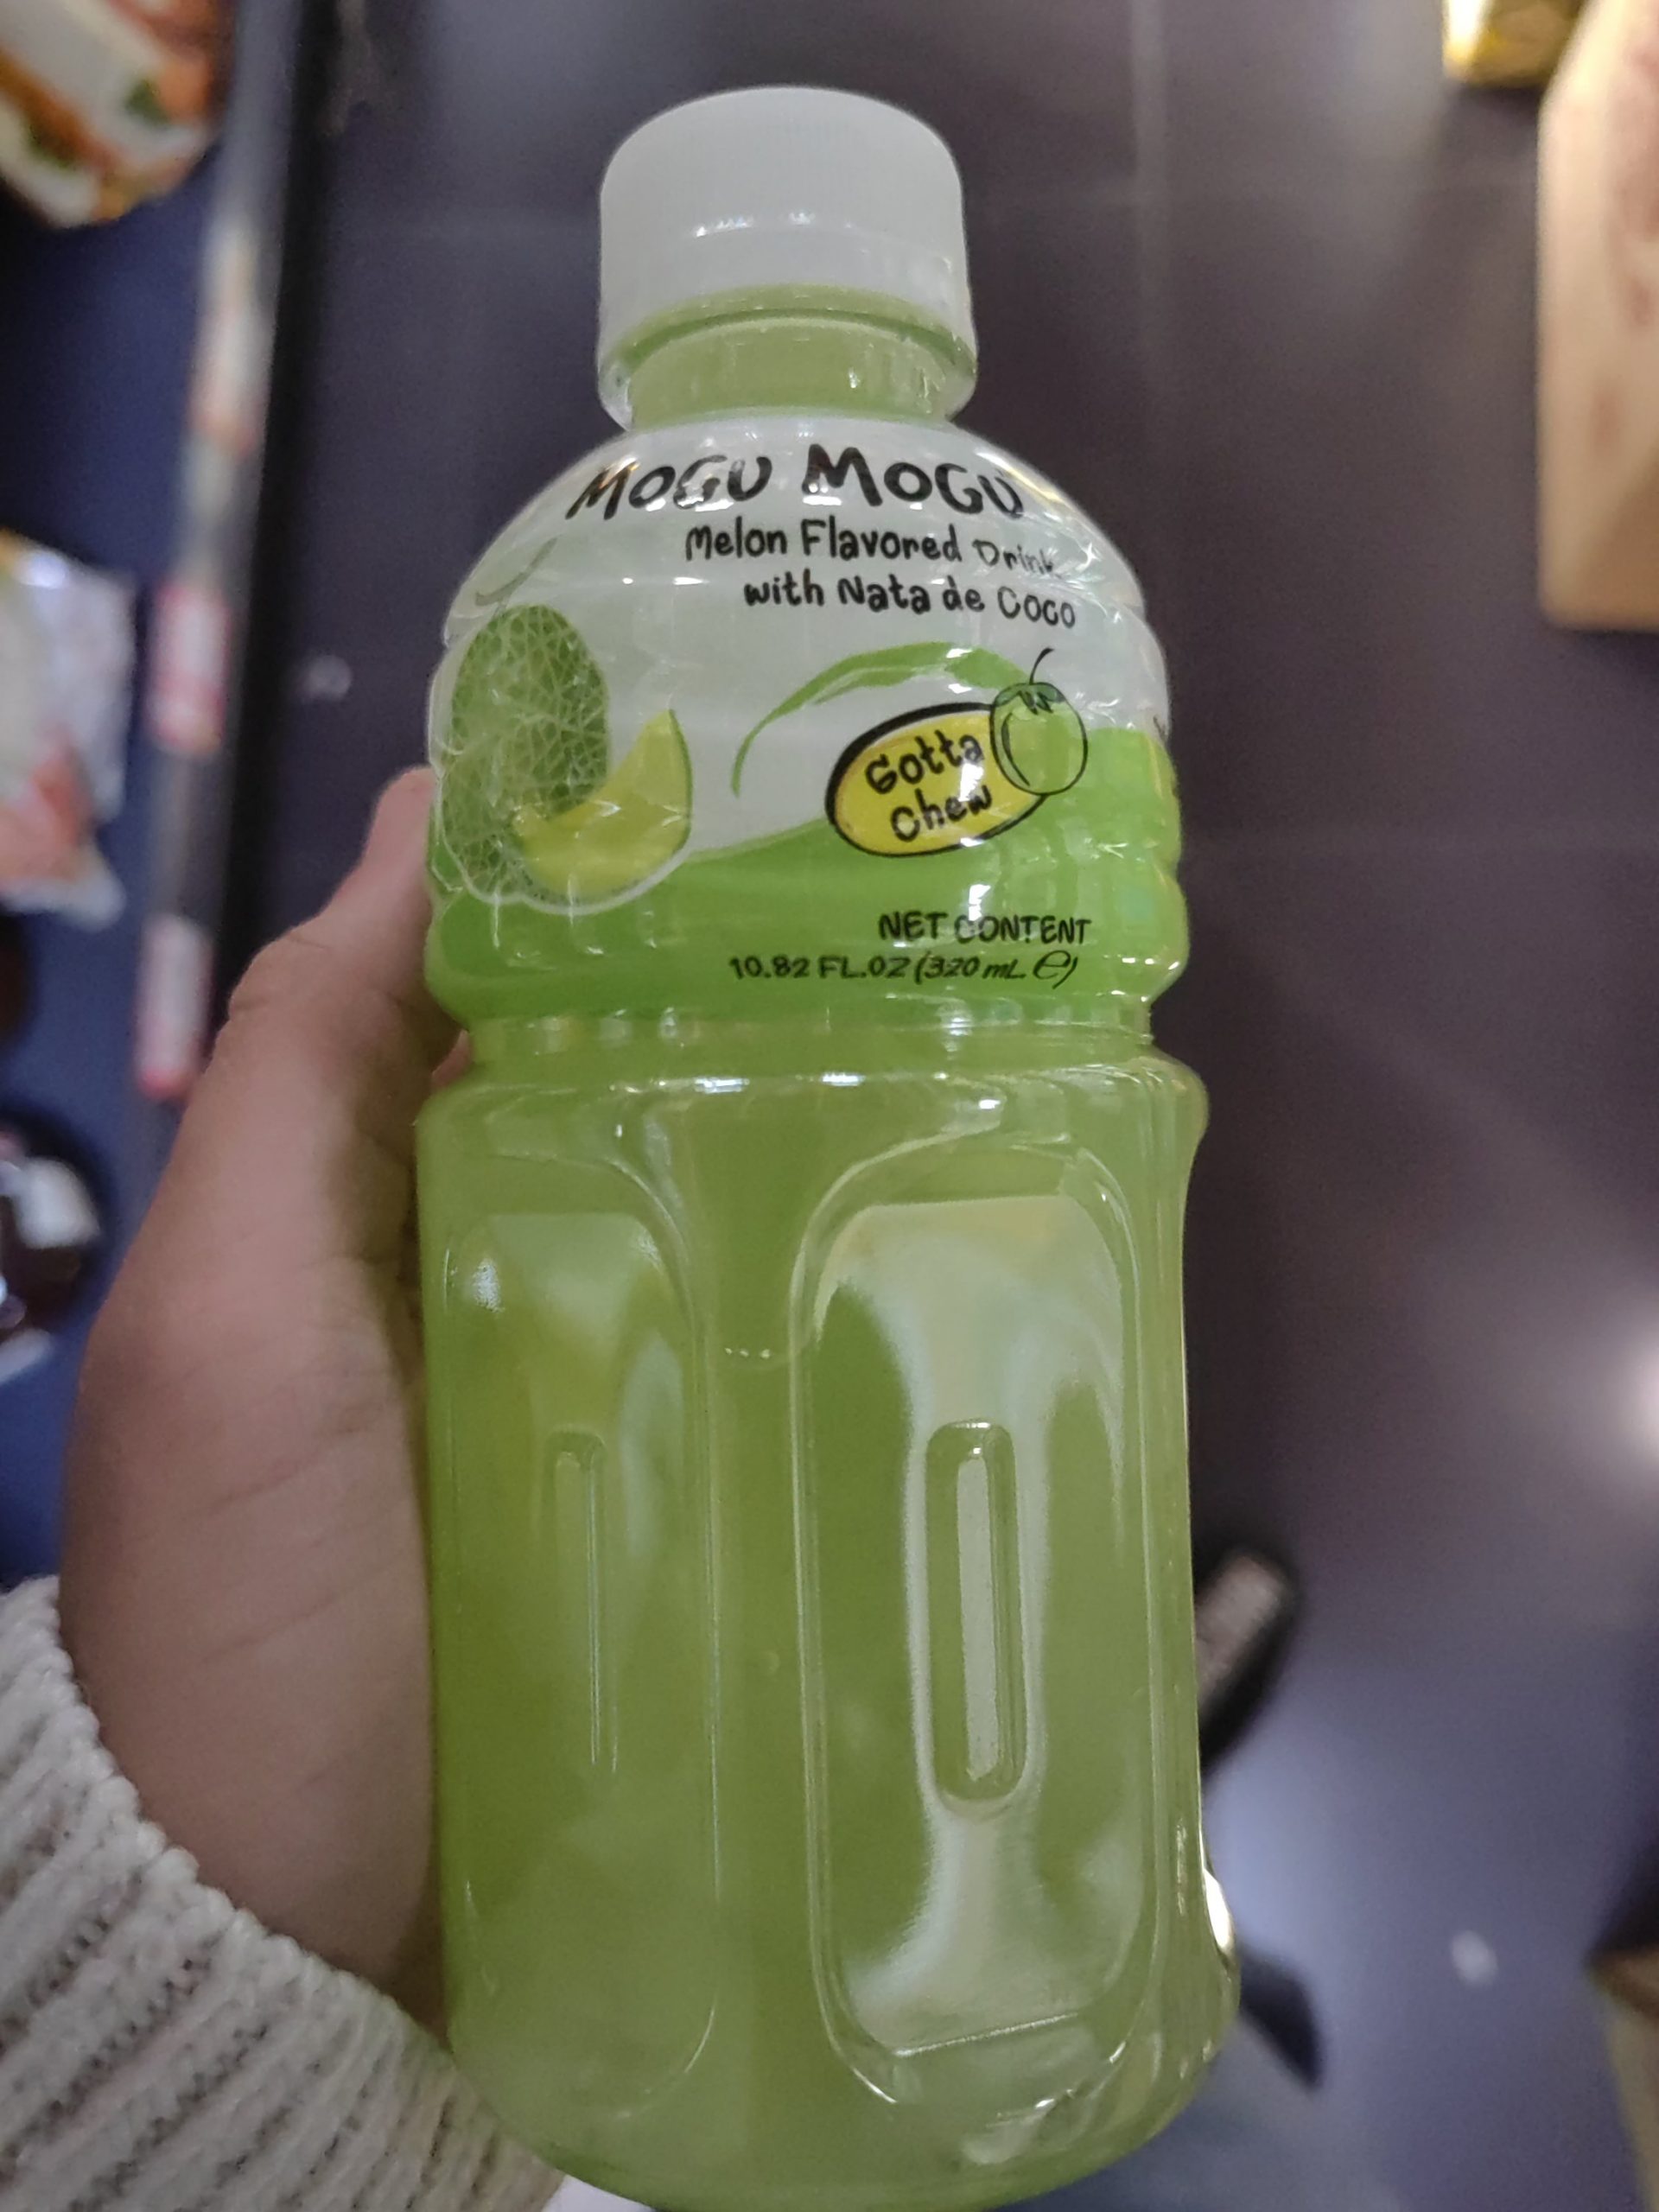 MOGU MOGU
Melon Flavored Drink
with Nata de Coco
Gotta
Chew
NET CONTENT
10.82 FL.OZ (320 mL ℮)